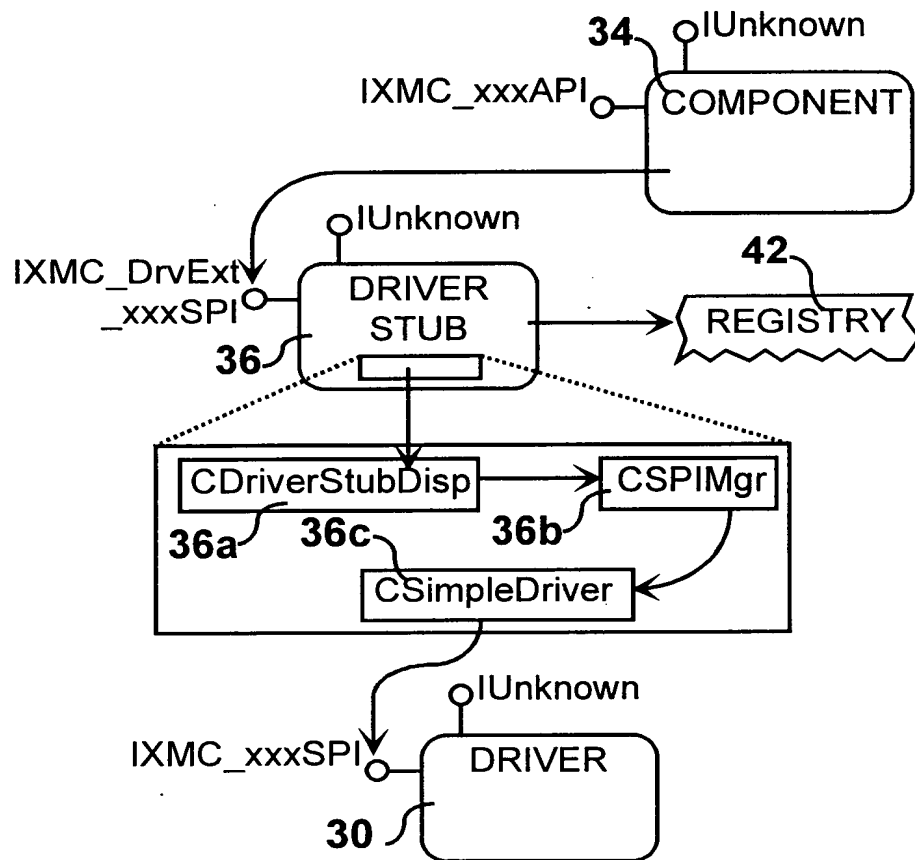 34
IUnknown
IXMC_xxxAPI
COMPONENT
IUnknown
IXMC_DrvExt
_xxxSPI
DRIVER
STUB
36
42
REGISTRY
CDriverStubDisp
CSPIMgr
36a
36c
36b
CSimpleDriver
IUnknown
IXMC_xxxSPI
DRIVER
30